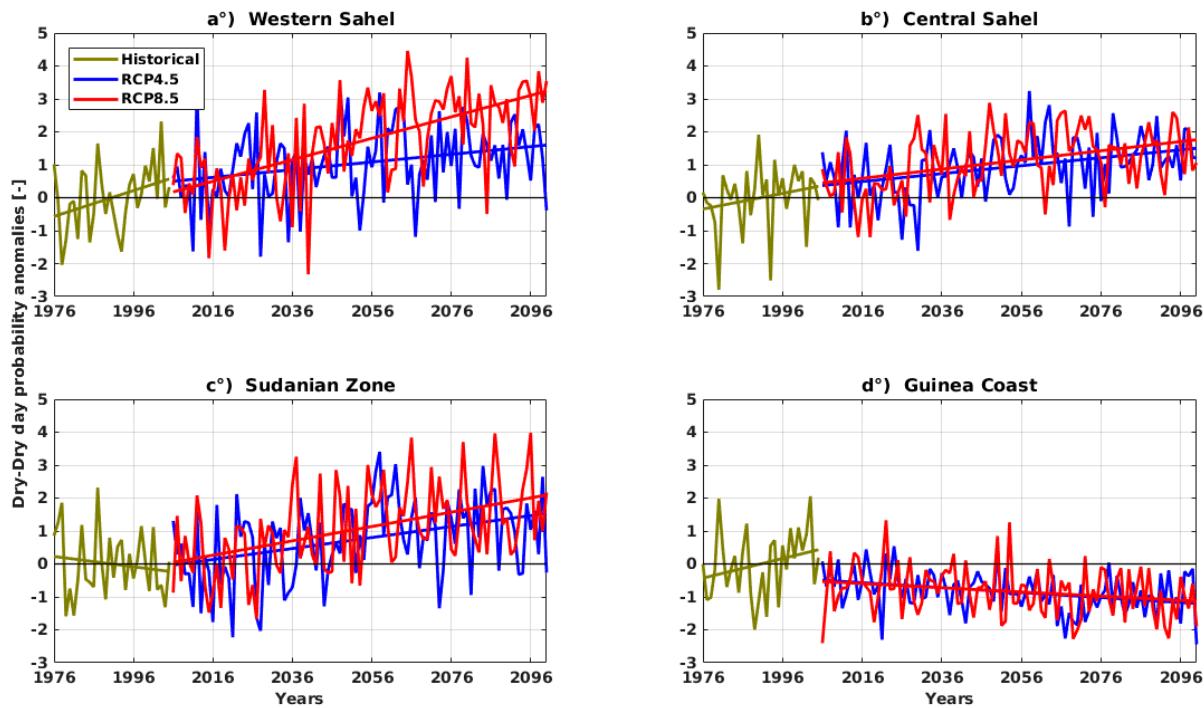 a°) Western Sahel
b°) Central Sahel
Historical
RCP4.5
RCP8.5
5
4
3
2
1
0
-1
-2
-3
1976 1996 2016 2036 2056 2076 2096
5
4
3
2
1
0
-1
-2
-3
1976 1996 2016 2036 2056 2076 2096
Dry-Dry day probability anomalies [-]
c°) Sudanian Zone
d°) Guinea Coast
5
4
3
2
1
0
-1
-2
-3
1976 1996 2016 2036 2056 2076 2096
Years
5
4
3
2
1
0
-1
-2
-3
1976 1996 2016 2036 2056 2076 2096
Years